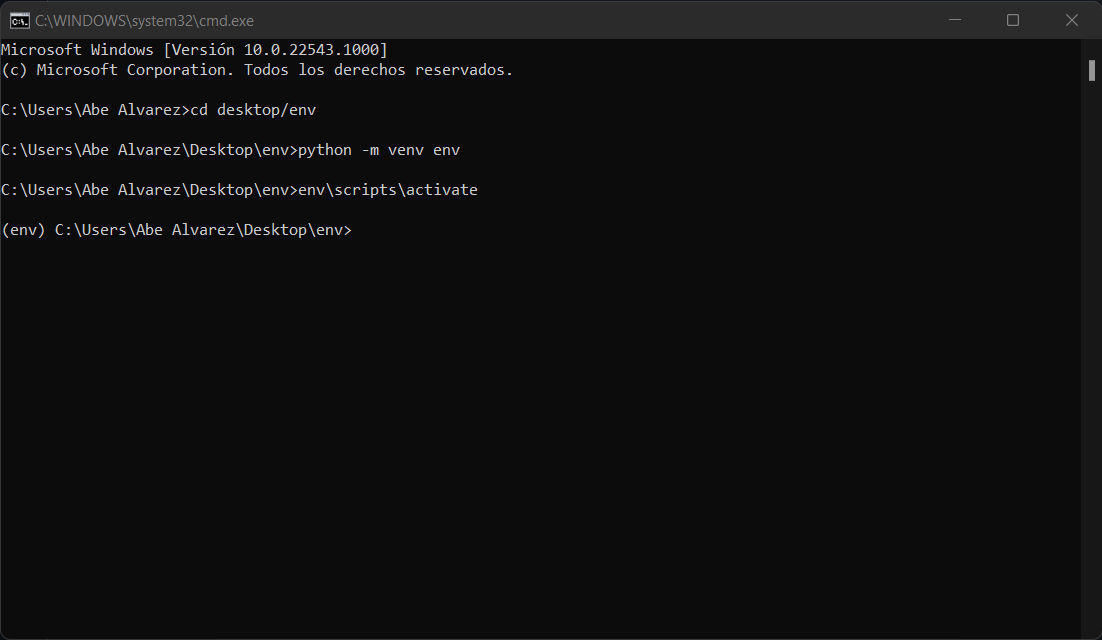 C:\WINDOWS\system32\cmd.exe
Microsoft Windows [Versión 10.0.22543.1000]
(c) Microsoft Corporation. Todos los derechos reservados.
C:\Users\Abe Alvarez>cd desktop/env
C:\Users\Abe Alvarez\Desktop\env>python -m venv env
C:\Users\Abe Alvarez\Desktop\env>env\scripts\activate
(env) C:\Users\Abe Alvarez\Desktop\env>